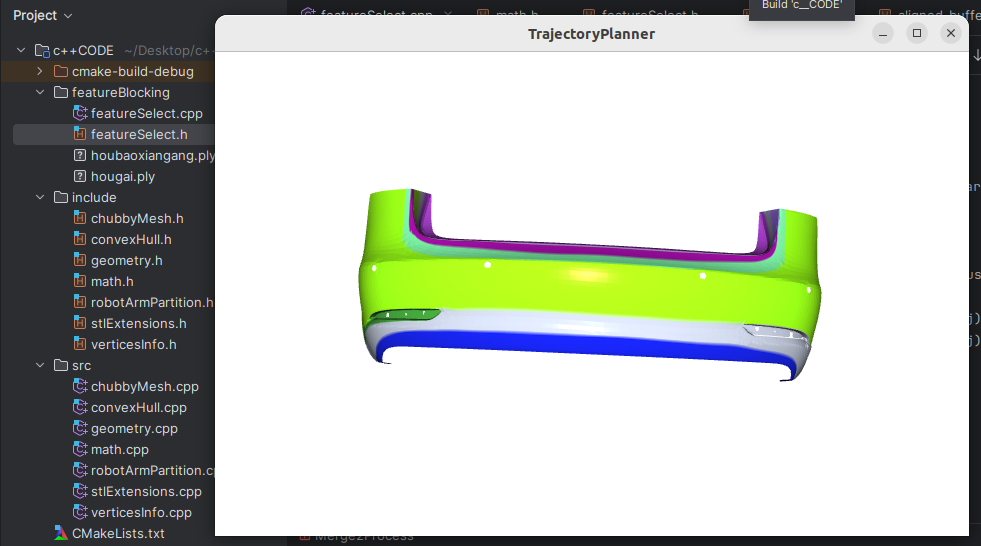 Project
featureSelect.cpp
math.h
featureSelect.h
Build 'c__CODE'
TrajectoryPlanner
c++CODE ~/Desktop/c+
cmake-build-debug
featureBlocking
featureSelect.cpp
featureSelect.h
houbaoxiangang.ply
hougai.ply
include
chubbyMesh.h
convexHull.h
geometry.h
math.h
robotArmPartition.h
stlExtensions.h
verticesInfo.h
src
chubbyMesh.cpp
convexHull.cpp
geometry.cpp
math.cpp
robotArmPartition.cp
stlExtensions.cpp
verticesInfo.cpp
CMakeLists.txt